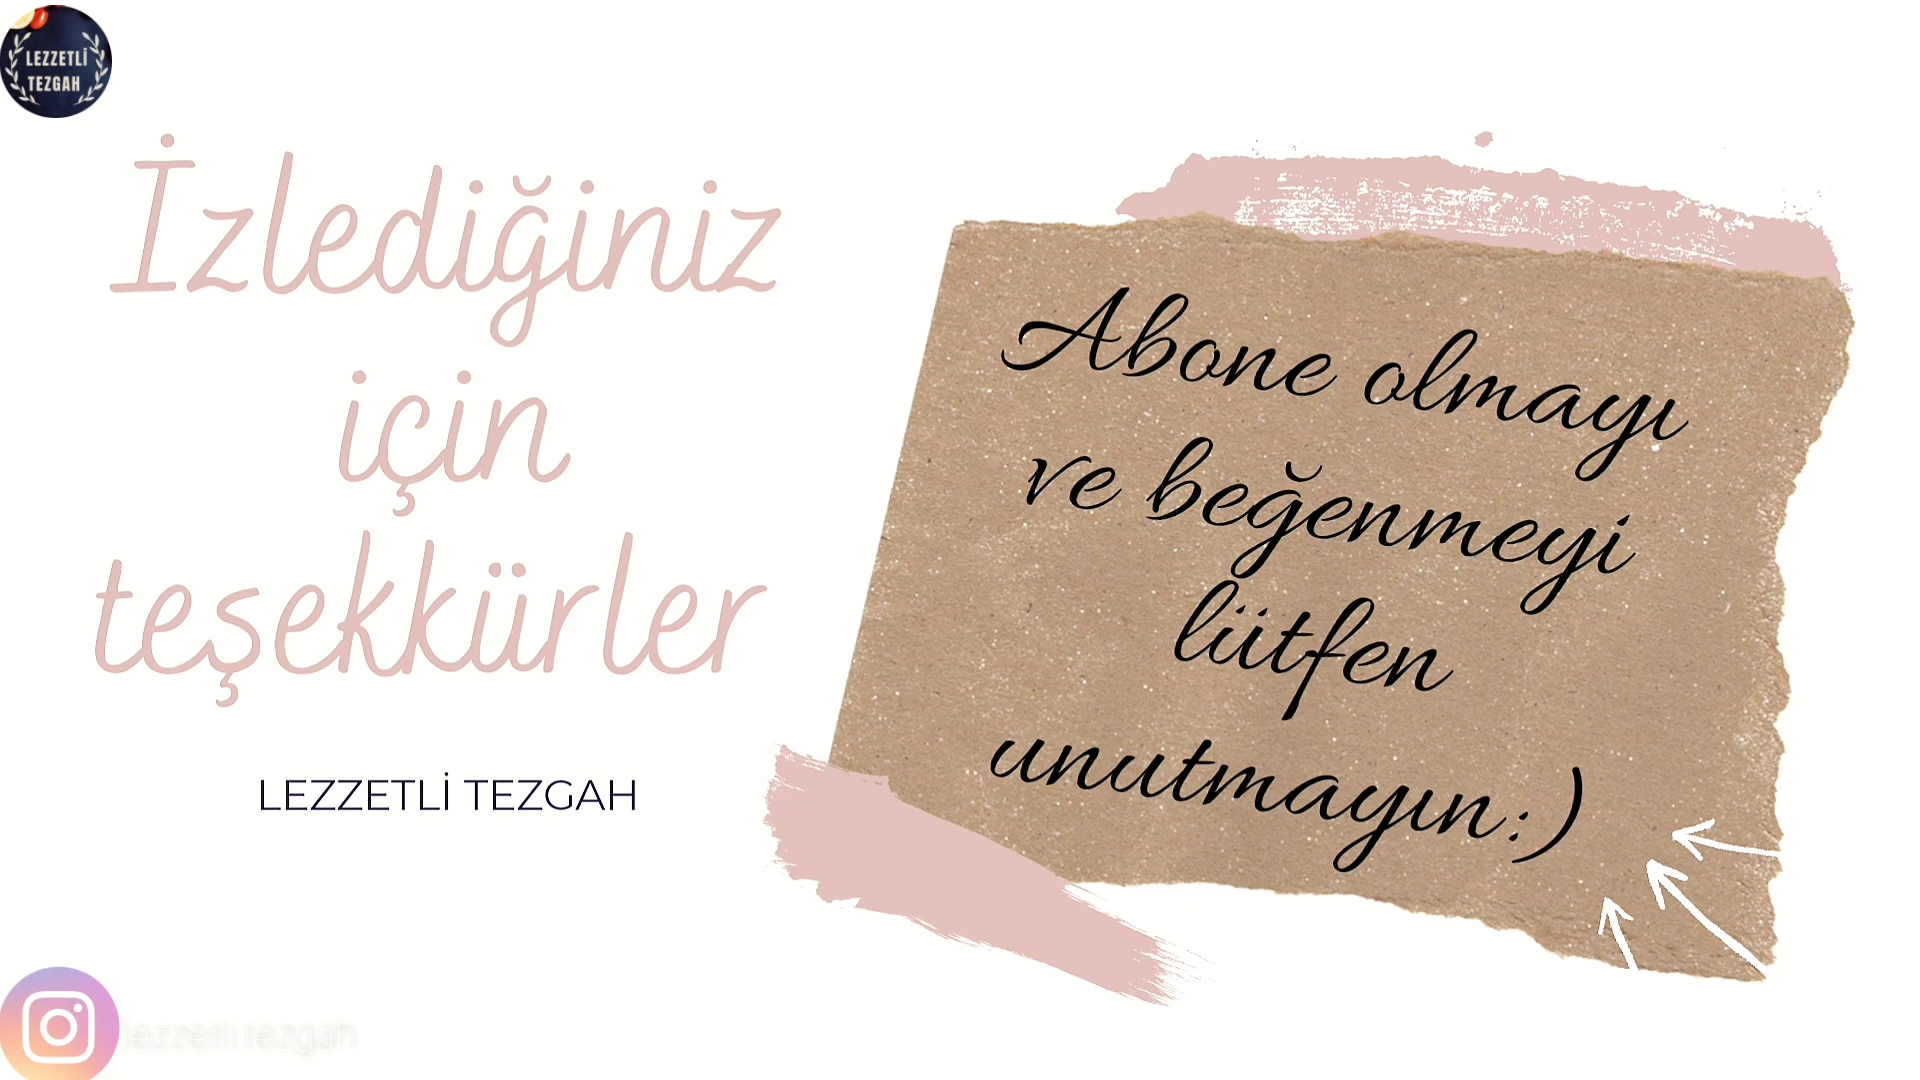 LEZZETLİ
TEZGAH
İzlediğiniz
için
teşekkürler
LEZZETLİ TEZGAH
Abone olmayı
ve beğenmeyi
lütfen
unutmayın:)
lezzetli tezgah